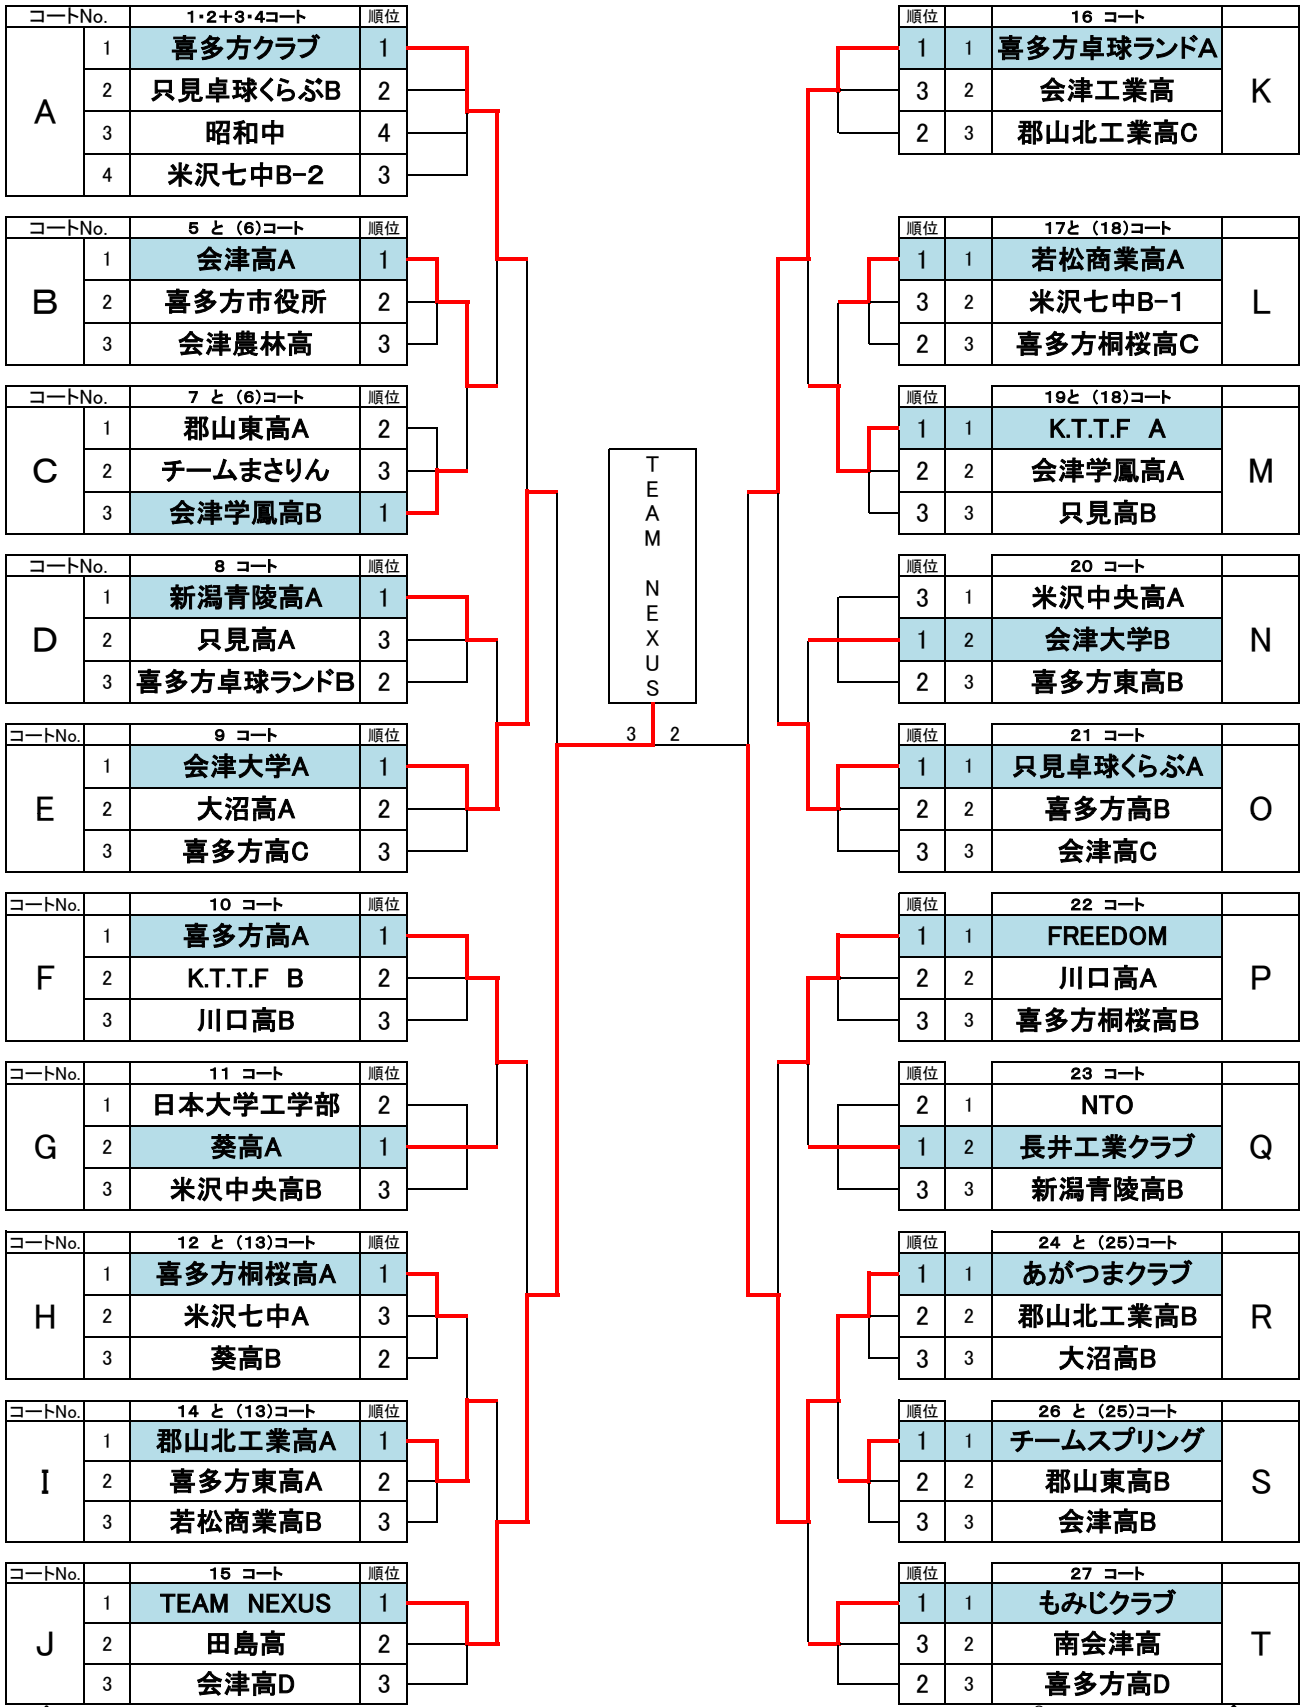 コートNo. 1・2＋3・4コート 順位
A
1 喜多方クラブ 1
2 只見卓球くらぶB 2
3 昭和中 4
4 米沢七中B-2 3
コートNo. 5 と (6)コート 順位
B
1 会津高A 1
2 喜多方市役所 2
3 会津農林高 3
コートNo. 7 と (6)コート 順位
C
1 郡山東高A 2
2 チームまさりん 3
3 会津学鳳高B 1
コートNo. 8 コート 順位
D
1 新潟青陵高A 1
2 只見高A 3
3 喜多方卓球ランドB 2
コートNo. 9 コート 順位
E
1 会津大学A 1
2 大沼高A 2
3 喜多方高C 3
コートNo. 10 コート 順位
F
1 喜多方高A 1
2 K.T.T.F B 2
3 川口高B 3
コートNo. 11 コート 順位
G
1 日本大学工学部 2
2 葵高A 1
3 米沢中央高B 3
コートNo. 12 と (13)コート 順位
H
1 喜多方桐桜高A 1
2 米沢七中A 3
3 葵高B 2
コートNo. 14 と (13)コート 順位
I
1 郡山北工業高A 1
2 喜多方東高A 2
3 若松商業高B 3
コートNo. 15 コート 順位
J
1 TEAM NEXUS 1
2 田島高 2
3 会津高D 3
TEAM NEXUS
3 2
順位 16 コート
K
1 1 喜多方卓球ランドA
3 2 会津工業高
2 3 郡山北工業高C
順位 17と (18)コート
L
1 1 若松商業高A
3 2 米沢七中B-1
2 3 喜多方桐桜高C
順位 19と (18)コート
M
1 1 K.T.T.F A
2 2 会津学鳳高A
3 3 只見高B
順位 20 コート
N
3 1 米沢中央高A
1 2 会津大学B
2 3 喜多方東高B
順位 21 コート
O
1 1 只見卓球くらぶA
2 2 喜多方高B
3 3 会津高C
順位 22 コート
P
1 1 FREEDOM
2 2 川口高A
3 3 喜多方桐桜高B
順位 23 コート
Q
2 1 NTO
1 2 長井工業クラブ
3 3 新潟青陵高B
順位 24 と (25)コート
R
1 1 あがつまクラブ
2 2 郡山北工業高B
3 3 大沼高B
順位 26 と (25)コート
S
1 1 チームスプリング
2 2 郡山東高B
3 3 会津高B
順位 27 コート
T
1 1 もみじクラブ
3 2 南会津高
2 3 喜多方高D